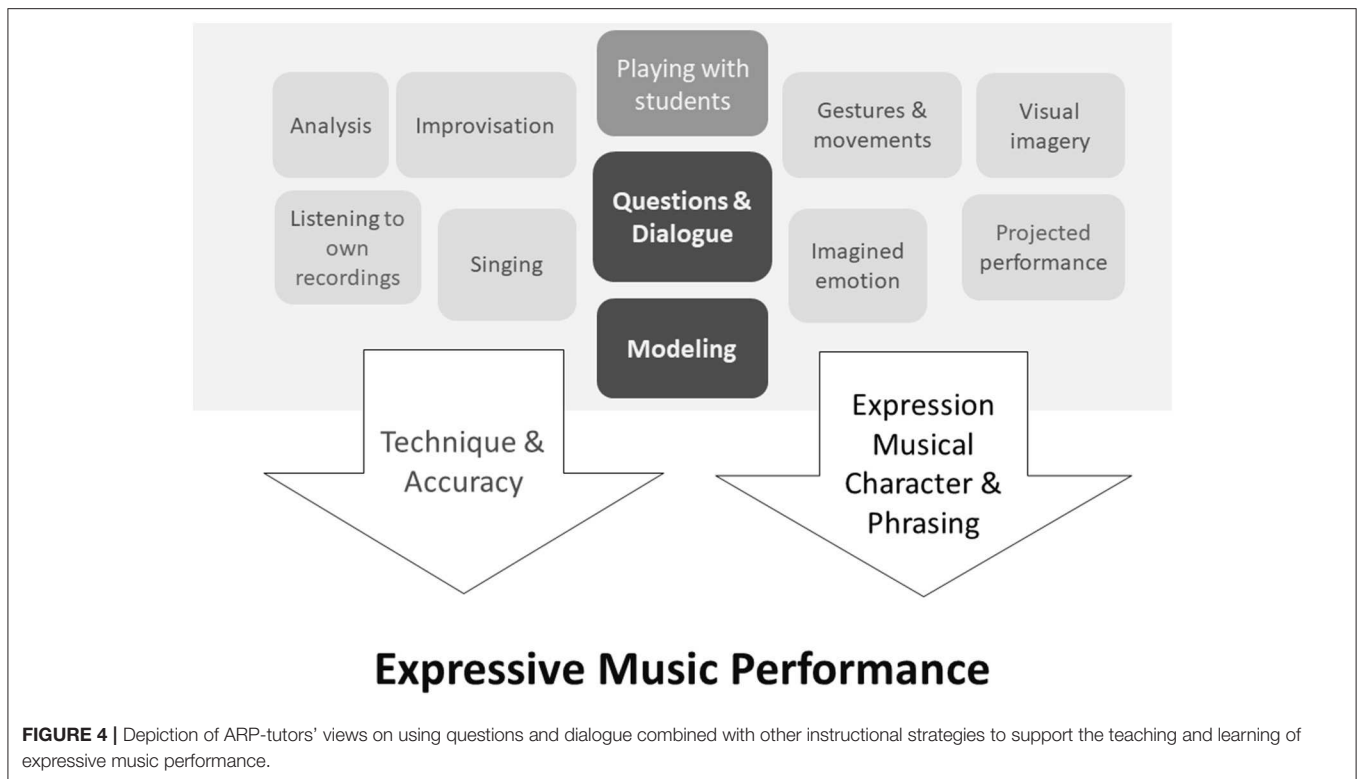 Playing with
students
Analysis
Improvisation
Gestures &
movements
Visual
imagery
Questions &
Dialogue
Listening to
own
recordings
Singing
Imagined
emotion
Projected
performance
Modeling
Technique &
Accuracy
Expression
Musical
Character &
Phrasing
Expressive Music Performance
FIGURE 4 | Depiction of ARP-tutors’ views on using questions and dialogue combined with other instructional strategies to support the teaching and learning of
expressive music performance.